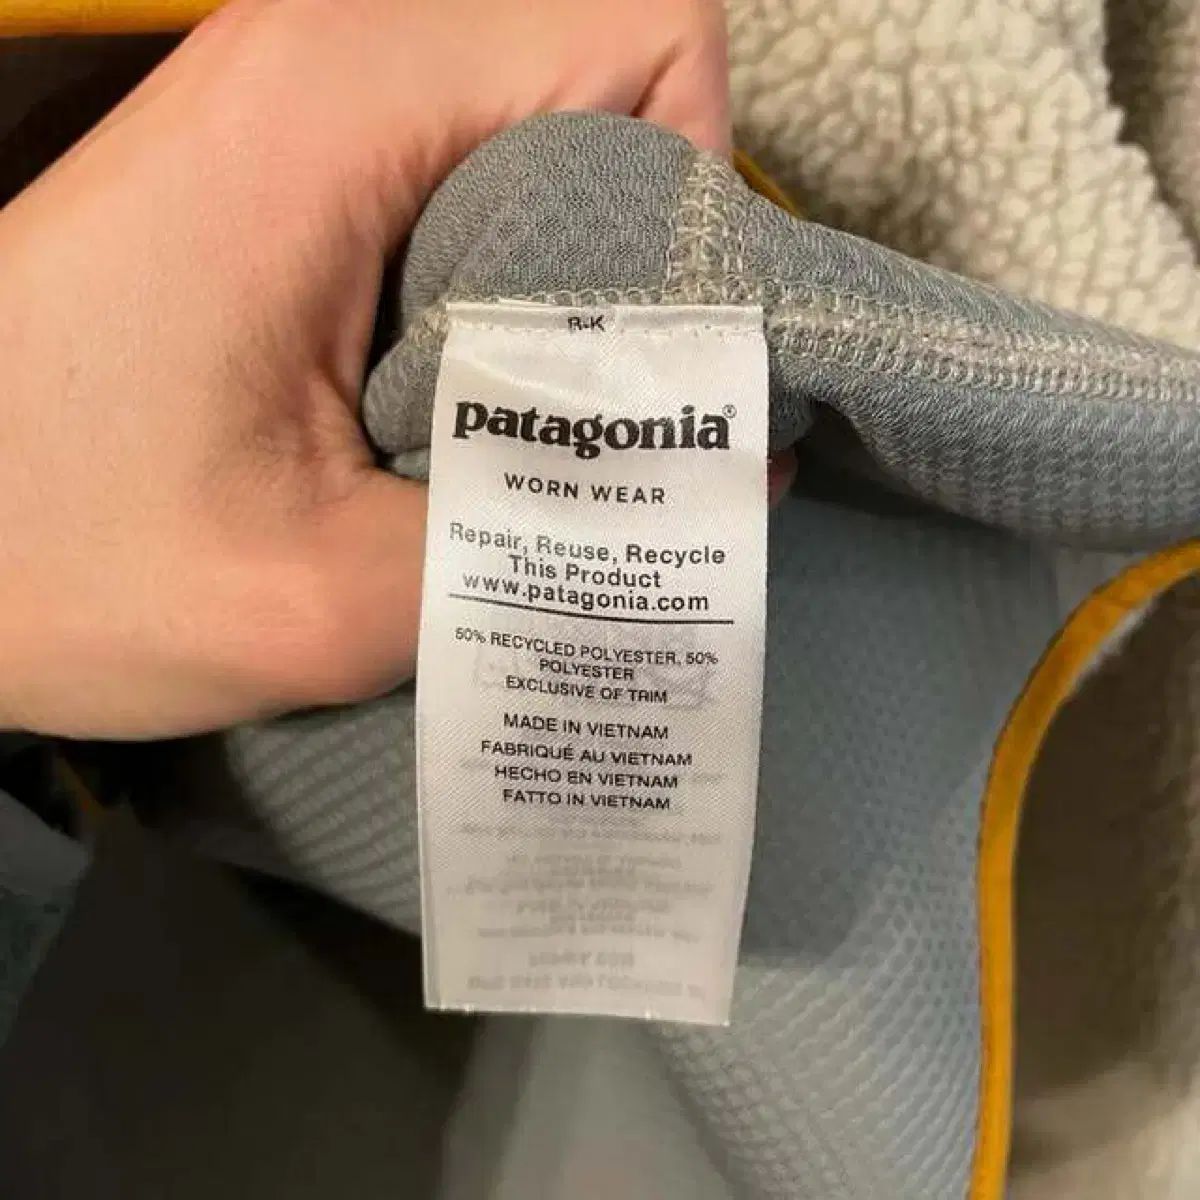 R-K
patagonia®
WORN WEAR
Repair, Reuse, Recycle
This Product
www.patagonia.com
50% RECYCLED POLYESTER, 50%
POLYESTER
EXCLUSIVE OF TRIM
MADE IN VIETNAM
FABRIQUÉ AU VIETNAM
HECHO EN VIETNAM
FATTO IN VIETNAM